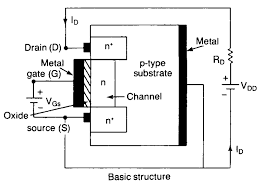 I_D
Drain (D)
Metal
n+
Metal
p-type
substrate
R_D
gate (G)
n
V_DD
V_Gs
Channel
Oxide
n+
source (S)
I_D
Basic structure